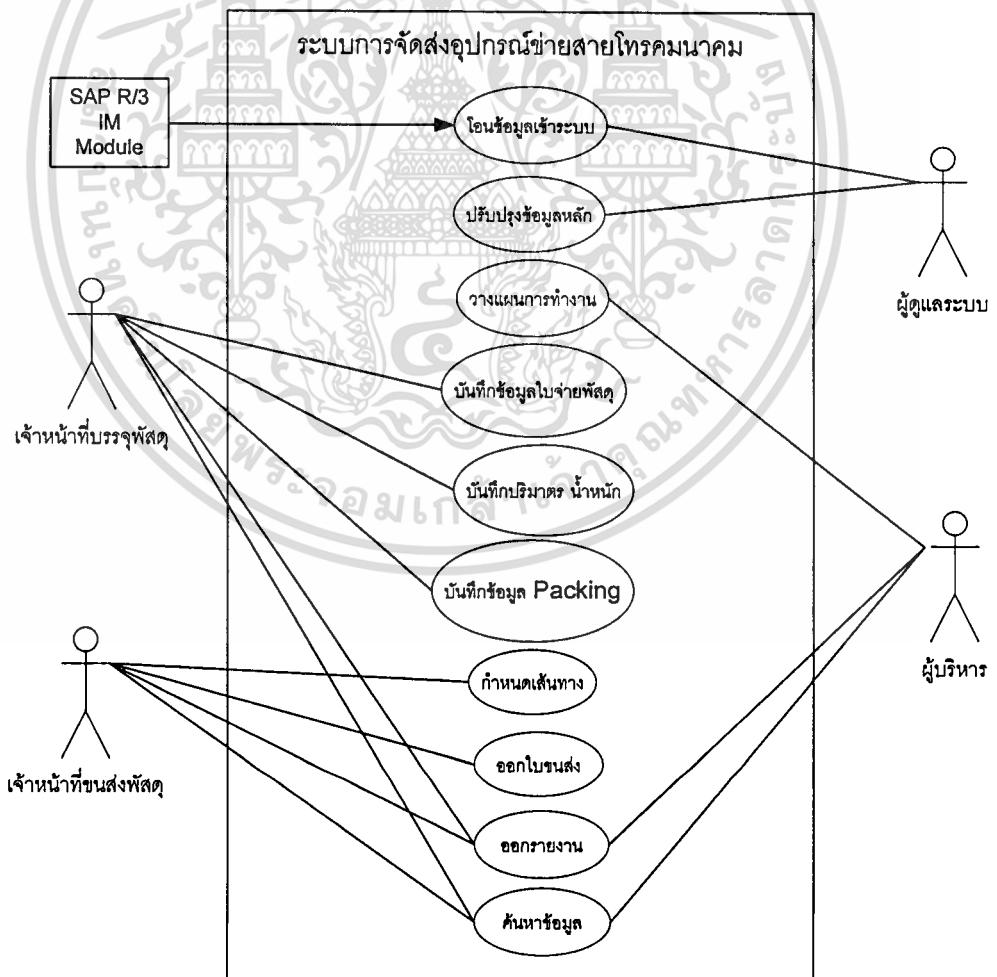 ระบบการจัดส่งอุปกรณ์ข่ายสายโทรคมนาคม
SAP R/3
IM
Module
โอนข้อมูลเข้าระบบ
ปรับปรุงข้อมูลหลัก
ผู้ดูแลระบบ
วางแผนการทำงาน
บันทึกข้อมูลใบจ่ายพัสดุ
เจ้าหน้าที่บรรจุพัสดุ
บันทึกปริมาตร น้ำหนัก
บันทึกข้อมูล Packing
ผู้บริหาร
กำหนดเส้นทาง
ออกใบขนส่ง
เจ้าหน้าที่ขนส่งพัสดุ
ออกรายงาน
ค้นหาข้อมูล